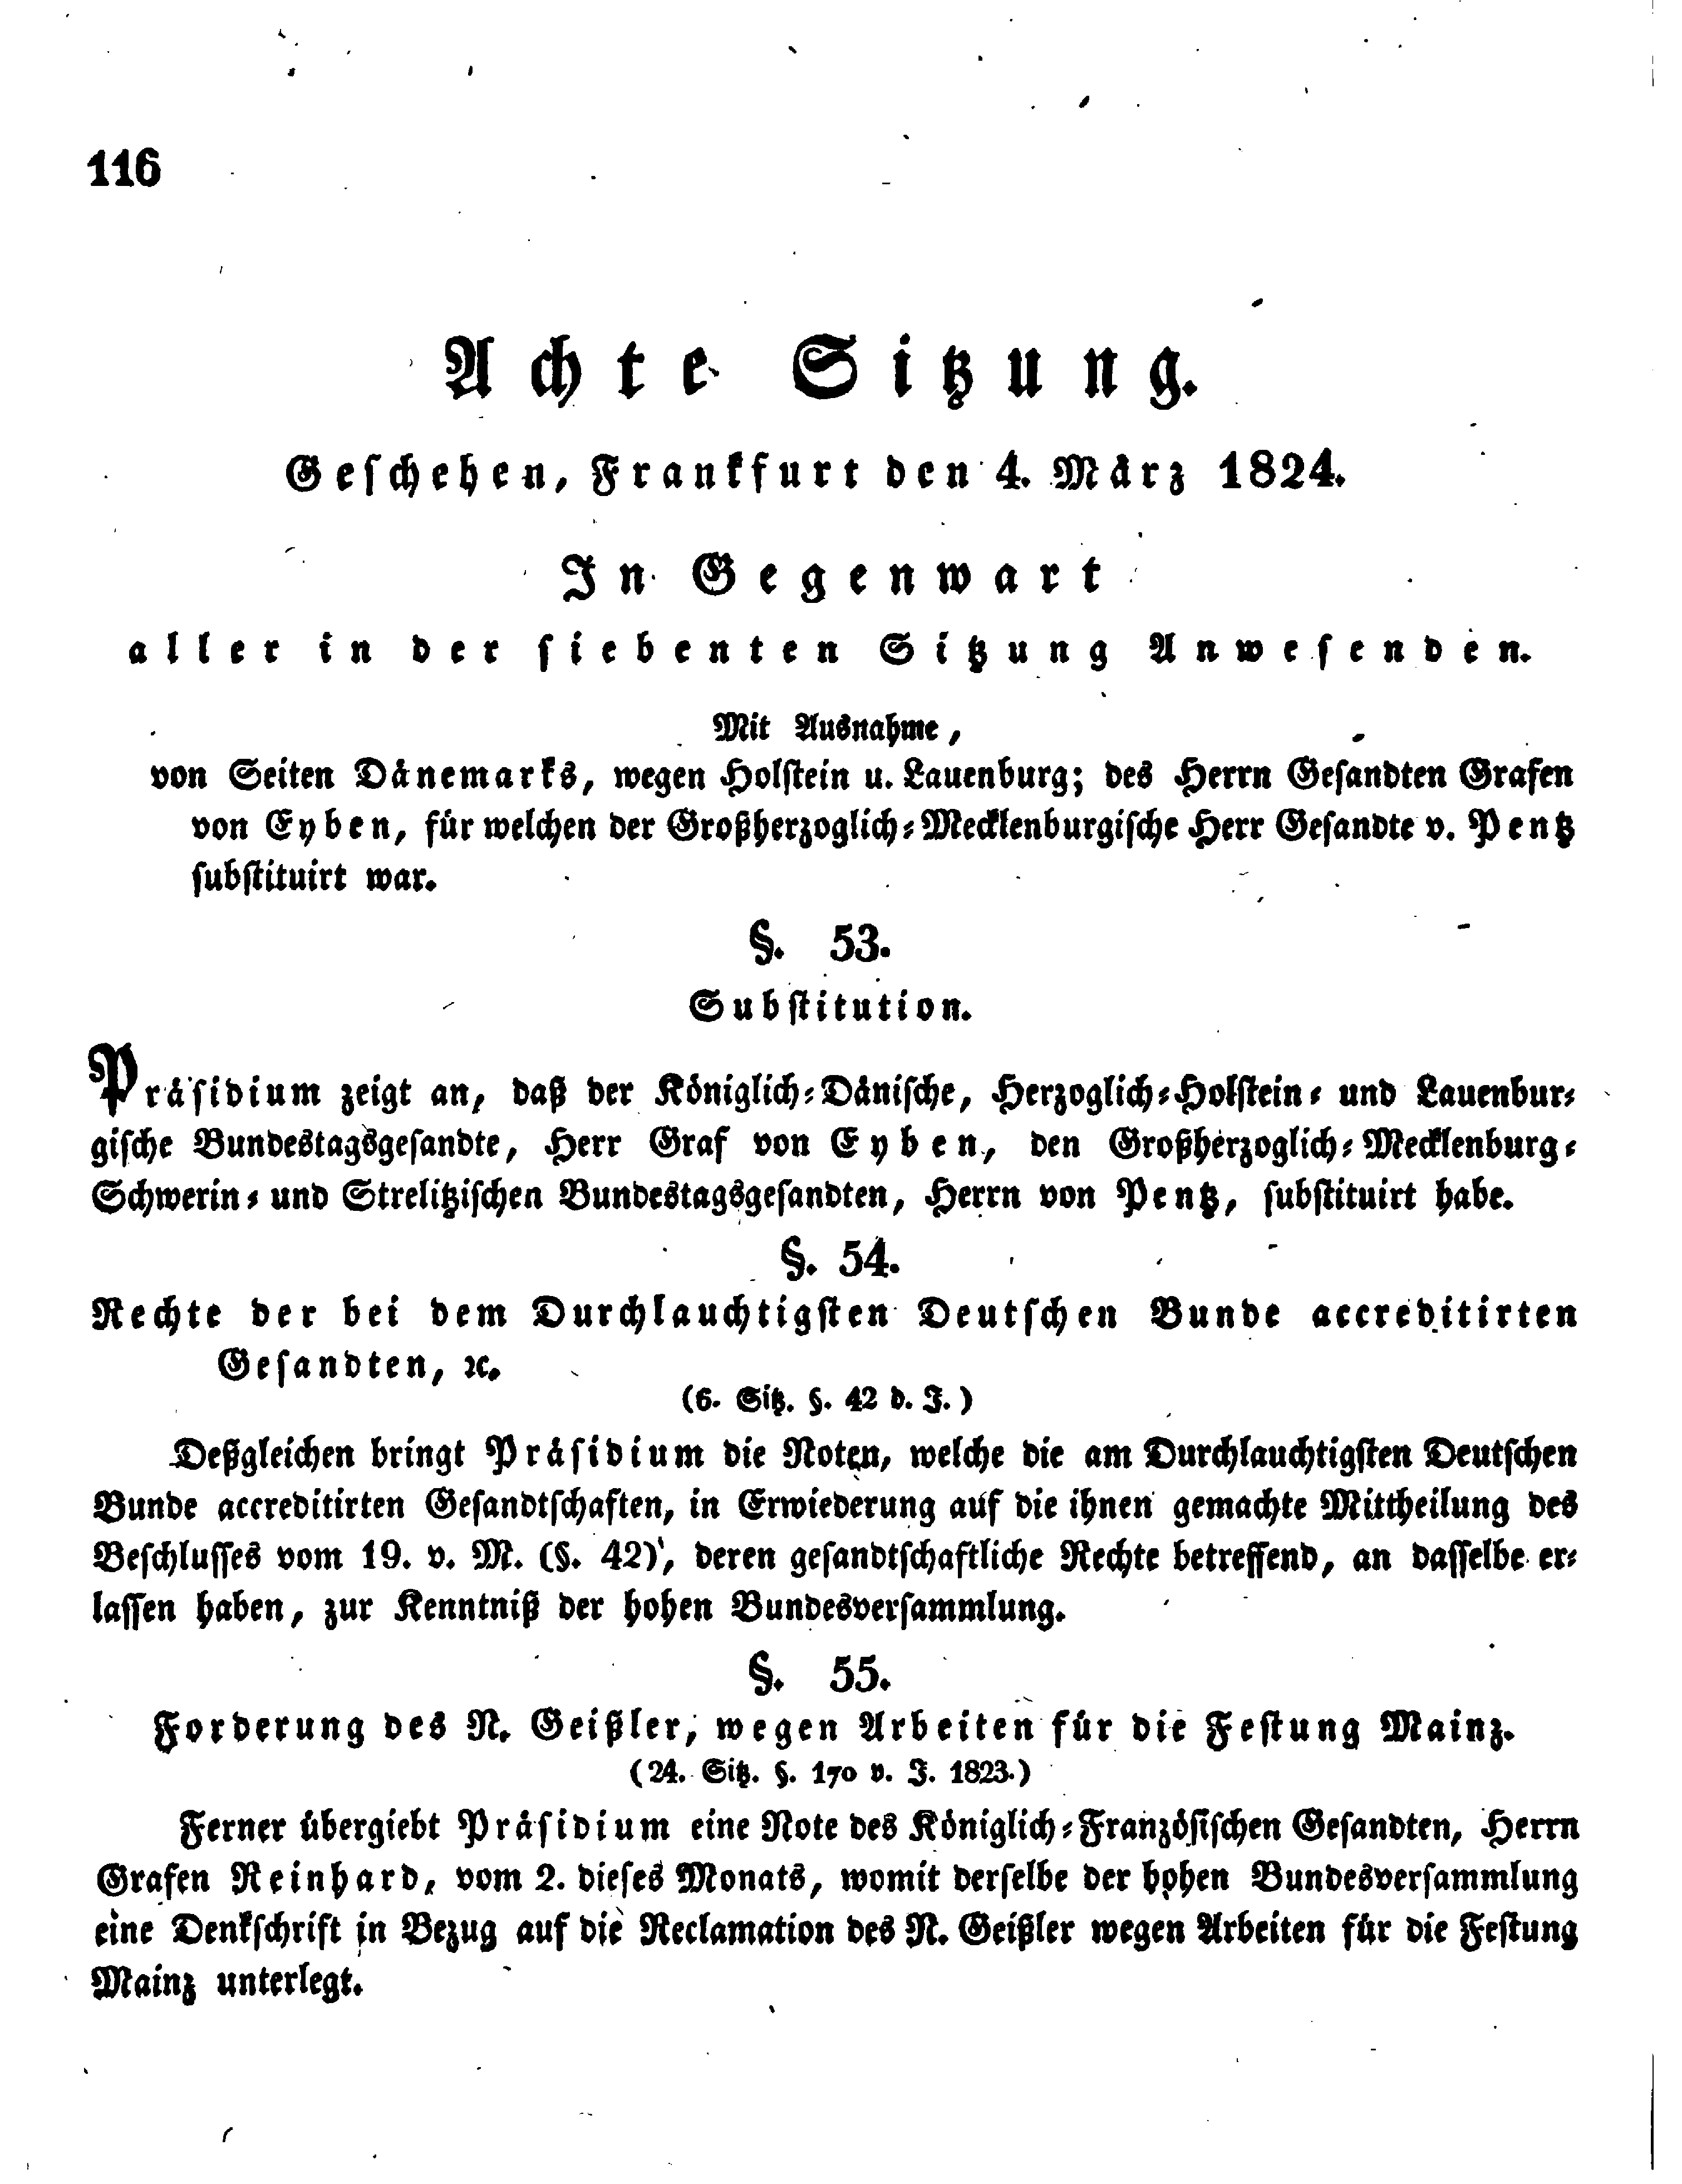 116
Achte Sitzung.
Geschehen, Frankfurt den 4. März 1824.
In Gegenwart
aller in der siebenten Sitzung Anwesenden.
Mit Ausnahme,
von Seiten Dänemarks, wegen Holstein u. Lauenburg; des Herrn Gesandten Grafen
von Eyben, für welchen der Großherzoglich-Mecklenburgische Herr Gesandte v. Pentz
substituirt war.
§. 53.
Substitution.
Präsidium zeigt an, daß der Königlich-Dänische, Herzoglich-Holstein- und Lauenbur-
gische Bundestagsgesandte, Herr Graf von Eyben, den Großherzoglich-Mecklenburg-
Schwerin- und Strelitzischen Bundestagsgesandten, Herrn von Pentz, substituirt habe.
§. 54.
Rechte der bei dem Durchlauchtigsten Deutschen Bunde accreditirten
Gesandten, ꝛc.
(6. Sitz. §. 42 d. J.)
Deßgleichen bringt Präsidium die Noten, welche die am Durchlauchtigsten Deutschen
Bunde accreditirten Gesandtschaften, in Erwiederung auf die ihnen gemachte Mittheilung des
Beschlusses vom 19. v. M. (§. 42), deren gesandtschaftliche Rechte betreffend, an dasselbe er-
lassen haben, zur Kenntniß der hohen Bundesversammlung.
§. 55.
Forderung des N. Geißler, wegen Arbeiten für die Festung Mainz.
(24. Sitz. §. 170 v. J. 1823.)
Ferner übergiebt Präsidium eine Note des Königlich-Französischen Gesandten, Herrn
Grafen Reinhard, vom 2. dieses Monats, womit derselbe der hohen Bundesversammlung
eine Denkschrift in Bezug auf die Reclamation des N. Geißler wegen Arbeiten für die Festung
Mainz unterlegt.